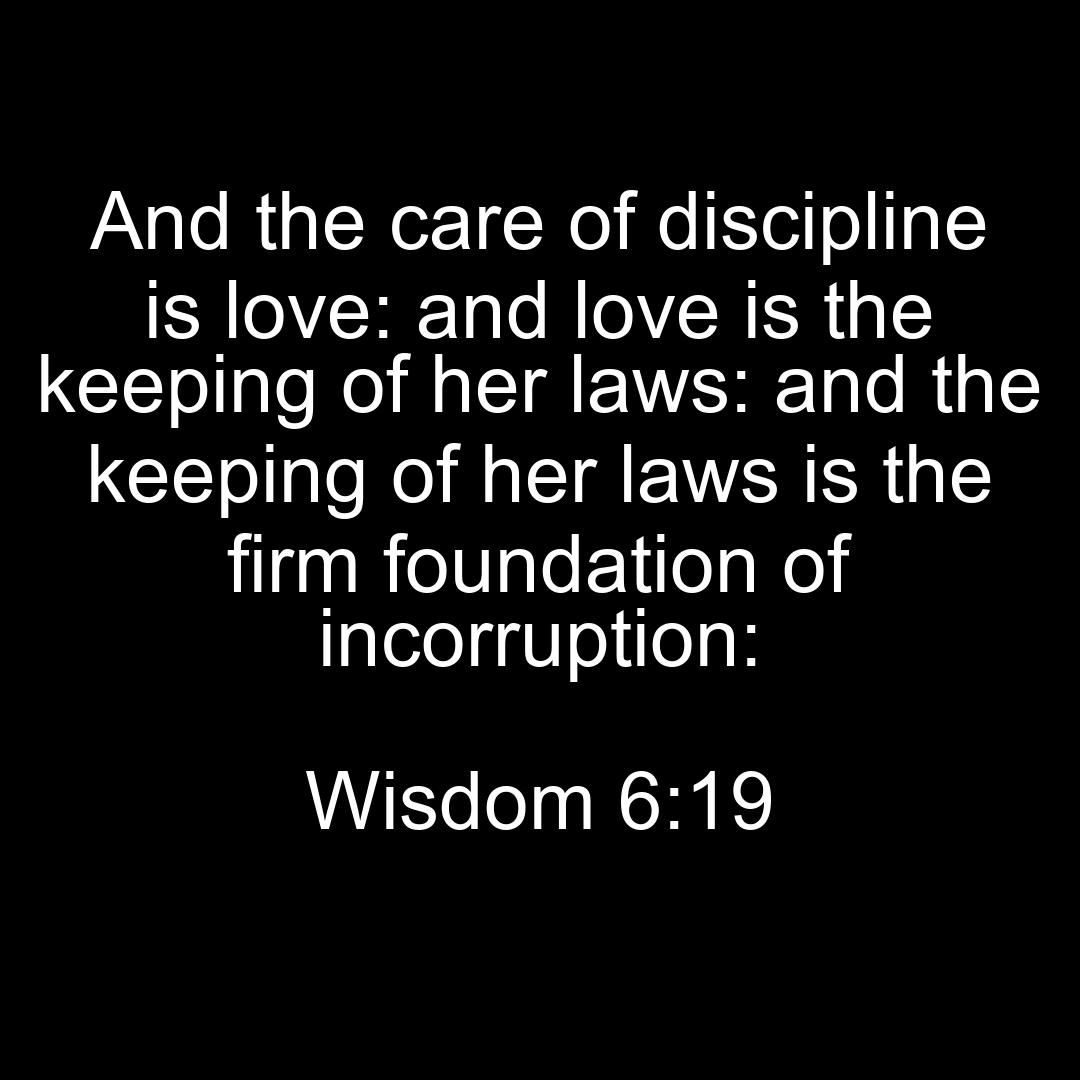 And the care of discipline
is love: and love is the
keeping of her laws: and the
keeping of her laws is the
firm foundation of
incorruption:
Wisdom 6:19